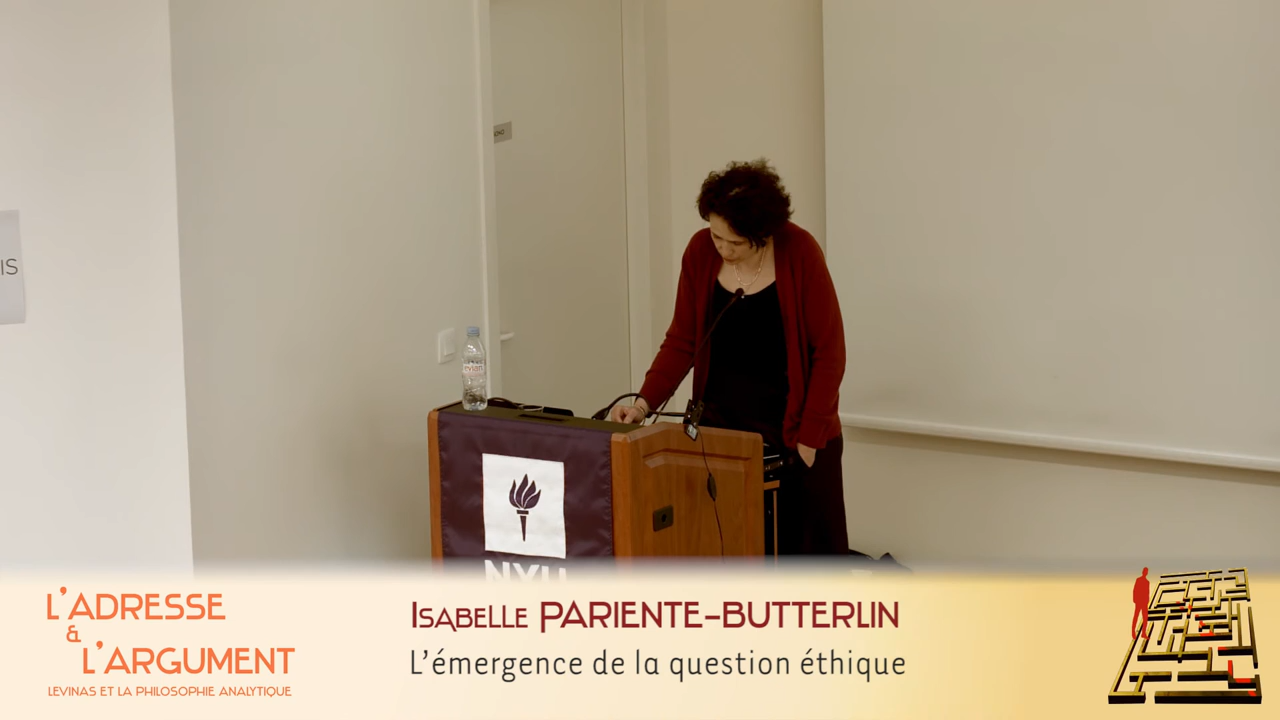 IS
evian
NYU
L'ADRESSE
&
L'ARGUMENT
LEVINAS ET LA PHILOSOPHIE ANALYTIQUE
Isabelle PARIENTE-BUTTERLIN
L'émergence de la question éthique